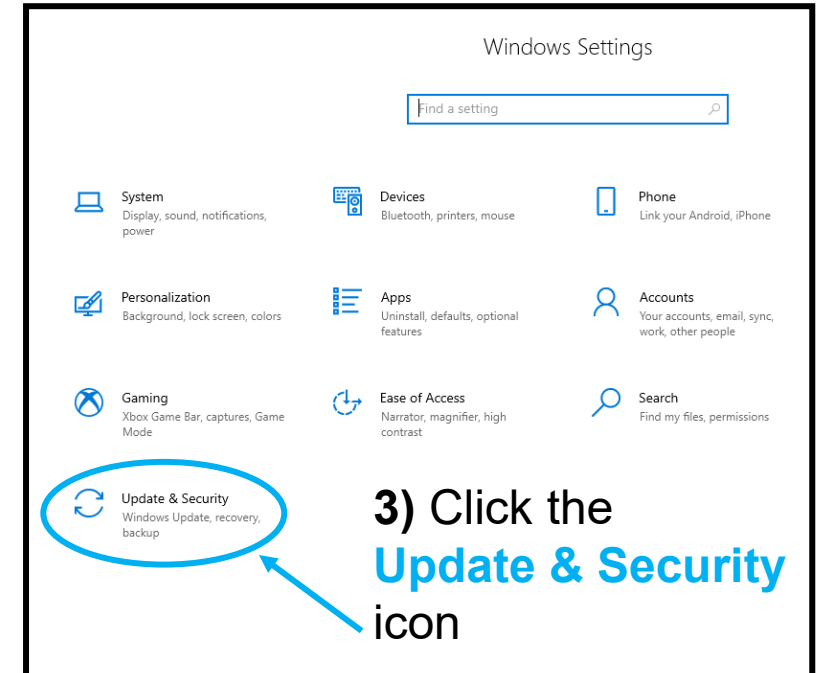 Windows Settings
Find a setting
System
Display, sound, notifications,
power
Devices
Bluetooth, printers, mouse
Phone
Link your Android, iPhone
Personalization
Background, lock screen, colors
Apps
Uninstall, defaults, optional
features
Accounts
Your accounts, email, sync,
work, other people
Gaming
Xbox Game Bar, captures, Game
Mode
Ease of Access
Narrator, magnifier, high
contrast
Search
Find my files, permissions
Update & Security
Windows Update, recovery,
backup
3) Click the
Update & Security
icon